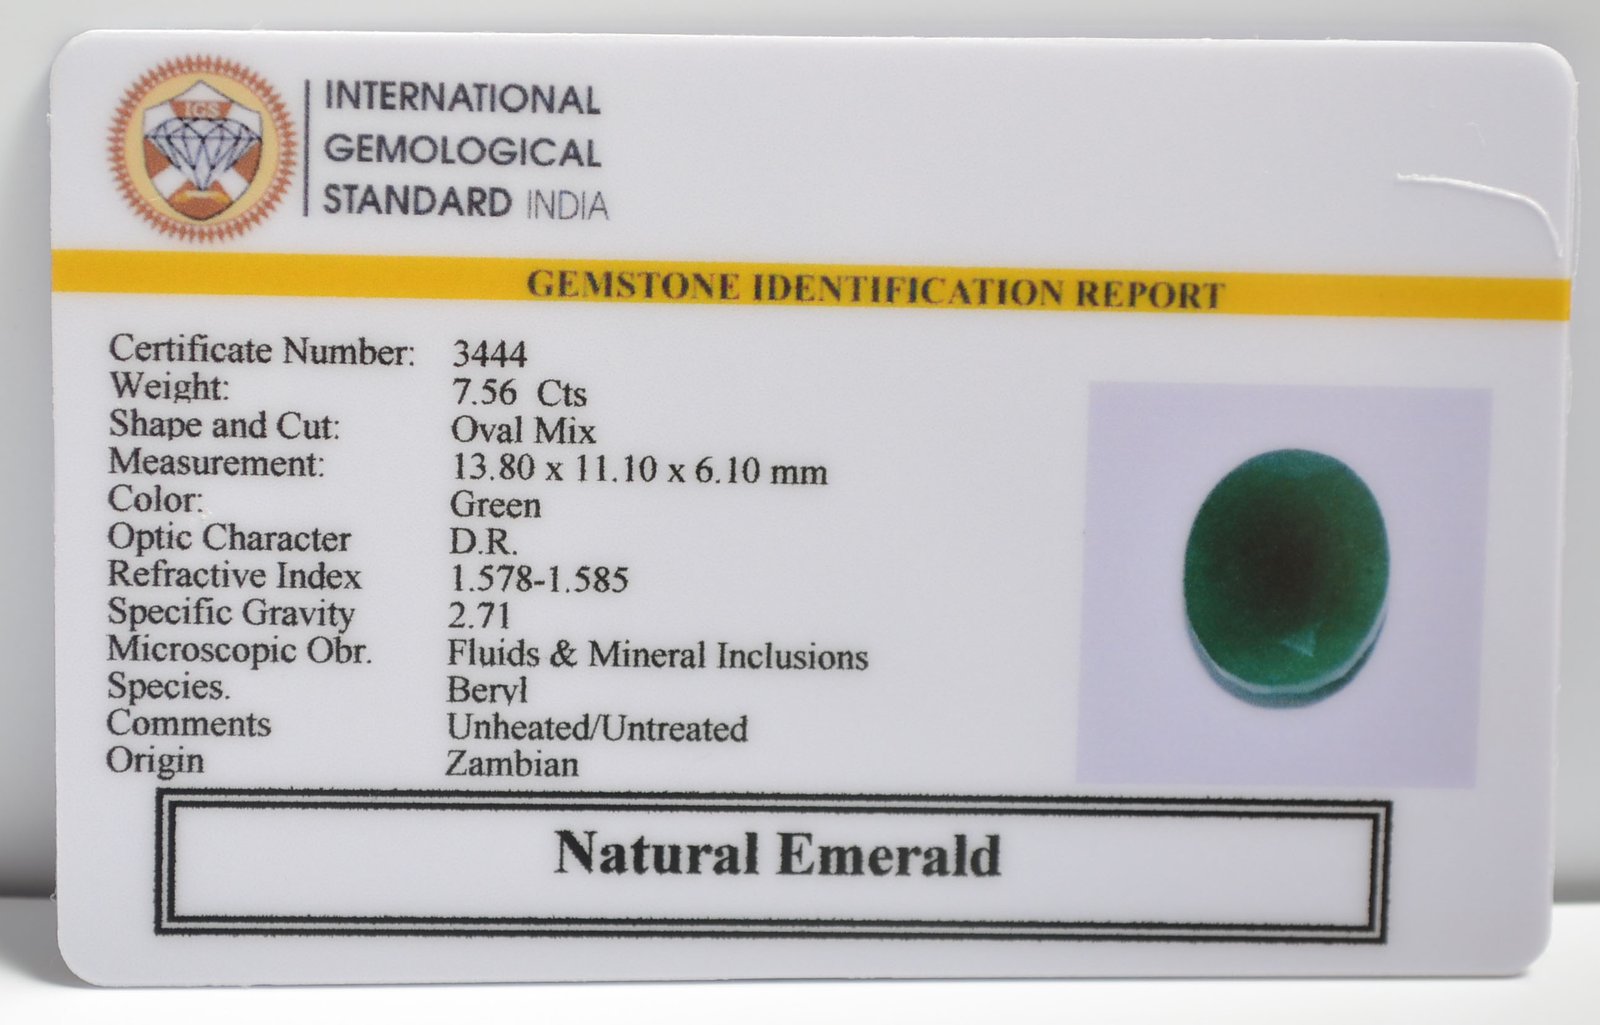 IGS
INTERNATIONAL
GEMOLOGICAL
STANDARD INDIA
GEMSTONE IDENTIFICATION REPORT
Certificate Number: 3444
Weight: 7.56 Cts
Shape and Cut: Oval Mix
Measurement: 13.80 x 11.10 x 6.10 mm
Color: Green
Optic Character D.R.
Refractive Index 1.578-1.585
Specific Gravity 2.71
Microscopic Obr. Fluids & Mineral Inclusions
Species. Beryl
Comments Unheated/Untreated
Origin Zambian
Natural Emerald